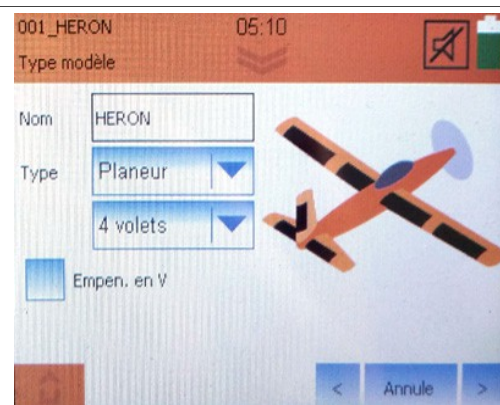 001_HERON 05:10
Type modèle
Nom HERON
Type Planeur
4 volets
Empen. en V
< Annule >